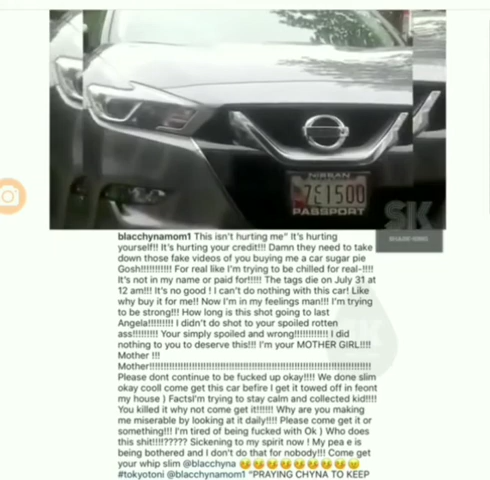 NISSAN
7E1500
PASSPORT
SK
blacchynamom1 This isn't hurting me" It's hurting
yourself!! It's hurting your credit!!! Damn they need to take
down those fake videos of you buying me a car sugar pie
Gosh!!!!!!!!!!! For real like I'm trying to be chilled for real-!!!!
It's not in my name or paid for!!!!! The tags die on July 31 at
12 am!!! It's no good ! I can't do nothing with this car! Like
why buy it for me!! Now I'm in my feelings man!!! I'm trying
to be strong!!! How long is this shot going to last
Angela!!!!!!!!! I didn't do shot to your spoiled rotten
ass!!!!!!!!! Your simply spoiled and wrong!!!!!!!!!!!! I did
nothing to you to deserve this!!! I'm your MOTHER GIRL!!!!
Mother !!!
Mother!!!!!!!!!!!!!!!!!!!!!!!!!!!!!!!!!!!!!!!!!!!!!!!!!!!!!!!!!!!!!!!!!!!!!!
Please dont continue to be fucked up okay!!!! We done slim
okay cooll come get this car befire I get it towed off in feont
my house ) FactsI'm trying to stay calm and collected kid!!!!
You killed it why not come get it!!!!!! Why are you making
me miserable by looking at it daily!!!! Please come get it or
something!!! I'm tired of being fucked with Ok ) Who does
this shit!!!!????? Sickening to my spirit now ! My pea e is
being bothered and I don't do that for nobody!!! Come get
your whip slim @blacchyna 🤑🤑🤑🤑🤑🤑🤑🤑🤑
#tokyotoni @blacchynamom1 "PRAYING CHYNA TO KEEP